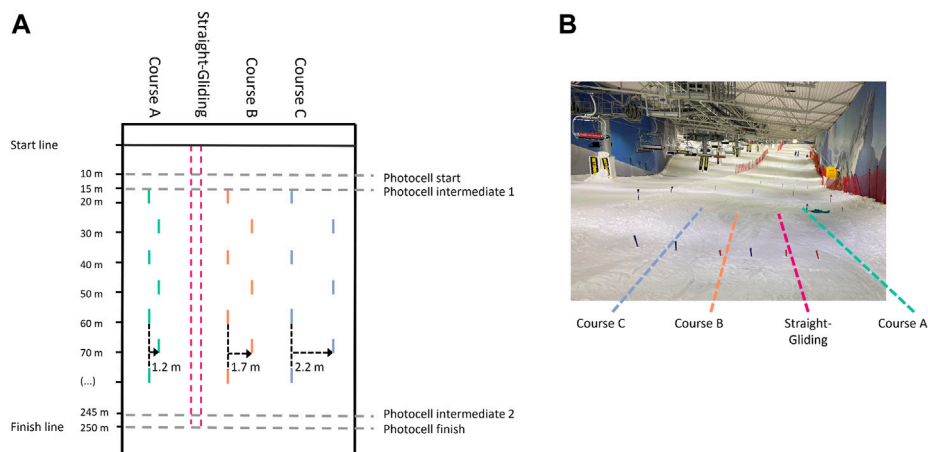 A
B
Course A
Straight-Gliding
Course B
Course C
Start line
10 m
Photocell start
15 m
Photocell intermediate 1
20 m
30 m
40 m
50 m
60 m
70 m
1.2 m
1.7 m
2.2 m
(...)
245 m
Photocell intermediate 2
Finish line
250 m
Photocell finish
Course C
Course B
Straight-
Gliding
Course A